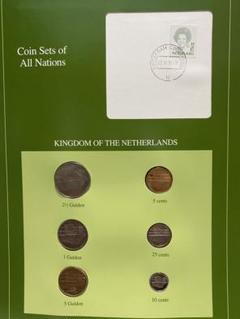 Coin Sets of
All Nations
KINGDOM OF THE NETHERLANDS
2½ Gulden
5 cents
1 Gulden
25 cents
5 Gulden
10 cents